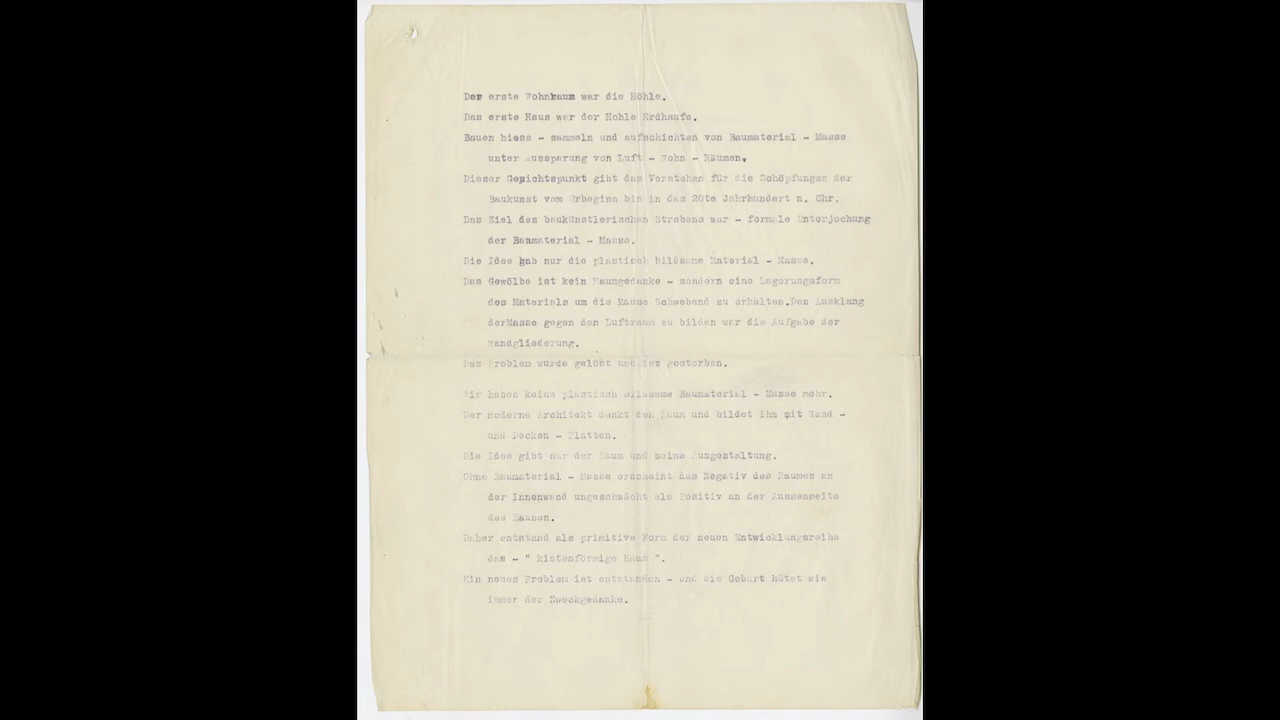 Der erste Wohnraum war die Höhle.
Das erste Haus war der Hohle Erdhaufe.
Bauen hiess - sammeln und aufschichten von Baumaterial - Masse
unter Aussparung von Luft - Wohn - Räumen.
Dieser Gesichtspunkt gibt das Verstehen für die Schöpfungen der
Baukunst vom Urbeginn bis in das 20te Jahrhundert n. Chr.
Das Ziel des baukünstlerischen Strebens war - formale Unterjochung
der Baumaterial - Masse.
Die Idee gab nur die plastisch bildsame Material - Masse.
Das Gewölbe ist kein Raumgedanke - sondern eine Lagerungsform
des Materials um die Masse Schwebend zu erhalten.Den Ausklang
derMasse gegen den Luftraum zu bilden war die Aufgabe der
Wandgliederung.
Das Problem wurde gelöst und ist gestorben.
Wir haben keine plastisch bildsame Baumaterial - Masse mehr.
Der moderne Architekt denkt den Raum und bildet ihn mit Wand -
und Decken - Platten.
Die Idee gibt nur der Raum und seine Ausgestaltung.
Ohne Baumaterial - Masse erscheint das Negativ des Raumes an
der Innenwand ungeschwächt als Positiv an der Aussenseite
des Hauses.
Daher entstand als primitive Form der neuen Entwicklungsreihe
das - " kistenförmige Haus ".
Ein neues Problem ist entstanden - und die Geburt hütet wie
immer der Zweckgedanke.